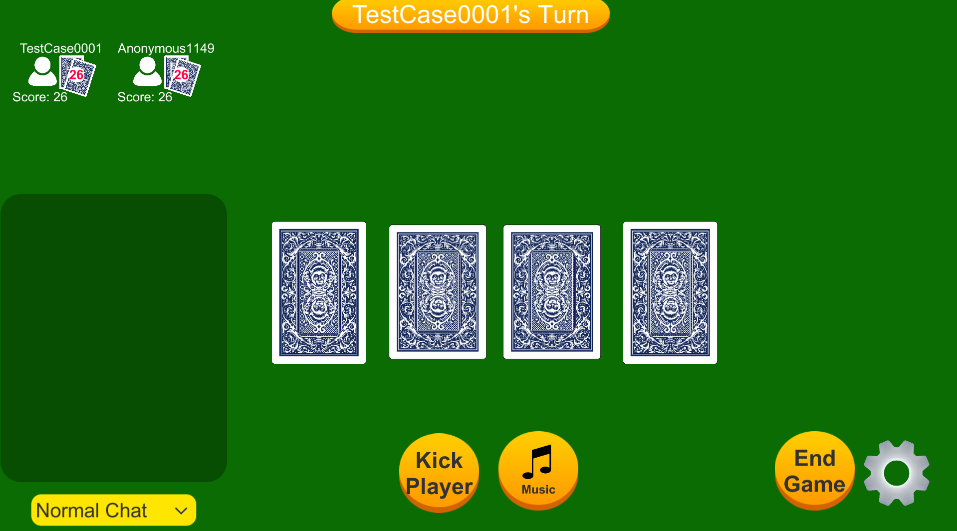 TestCase0001's Turn
TestCase0001
Anonymous1149
26
26
Score: 26
Score: 26
Kick
Player
Music
End
Game
Normal Chat